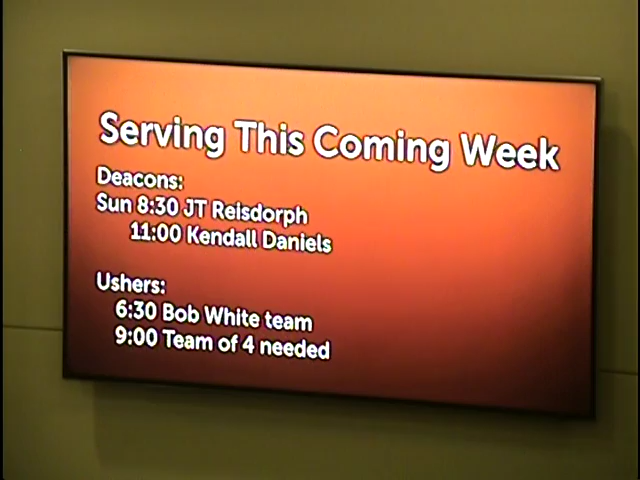 Serving This Coming Week
Deacons:
Sun 8:30 JT Reisdorph
11:00 Kendall Daniels
Ushers:
6:30 Bob White team
9:00 Team of 4 needed